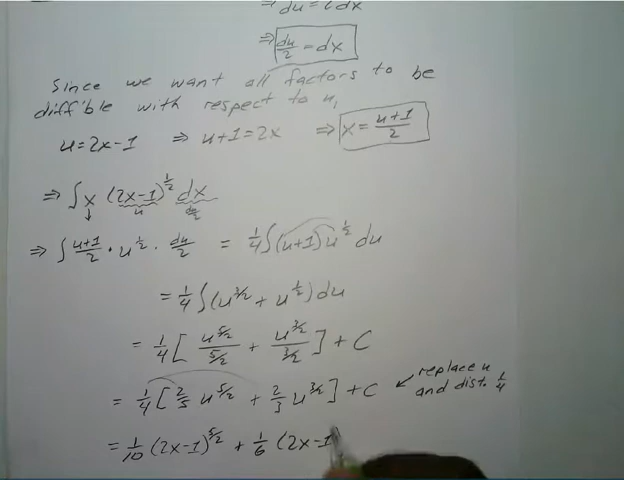 ⇒ du = 2dx
⇒ du/2 = dx
Since we want all factors to be
diff'ble with respect to u,
u = 2x - 1 ⇒ u + 1 = 2x ⇒ x = (u+1)/2
⇒ ∫ x (2x-1)^(1/2) dx
u du/2
⇒ ∫ (u+1)/2 · u^(1/2) · du/2 = 1/4 ∫ (u+1) u^(1/2) du
= 1/4 ∫ (u^(3/2) + u^(1/2)) du
= 1/4 [ u^(5/2)/(5/2) + u^(3/2)/(3/2) ] + C
= 1/4 [ 2/5 u^(5/2) + 2/3 u^(3/2) ] + C ↙ replace u
and dist. 1/4
= 1/10 (2x-1)^(5/2) + 1/6 (2x-1)